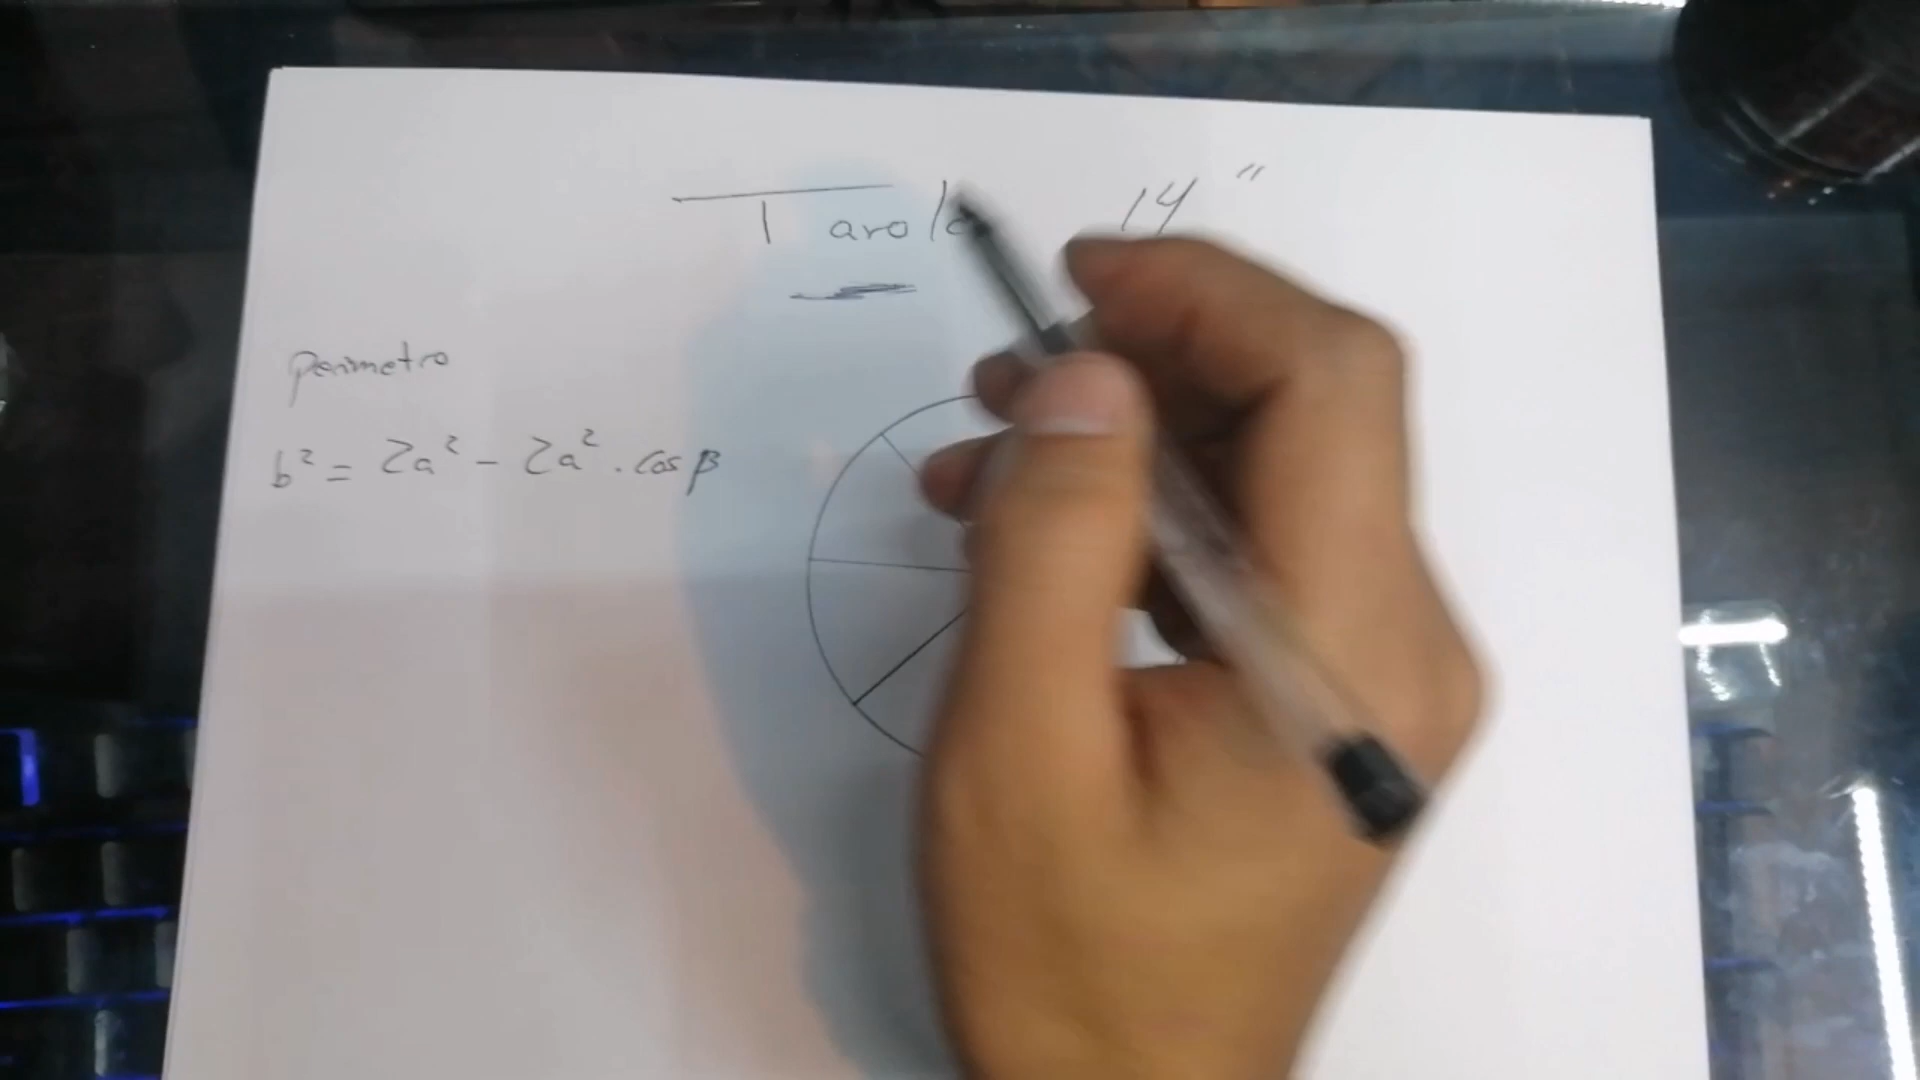 Tarola 14"
perimetro
b² = 2a² - 2a² . cos β